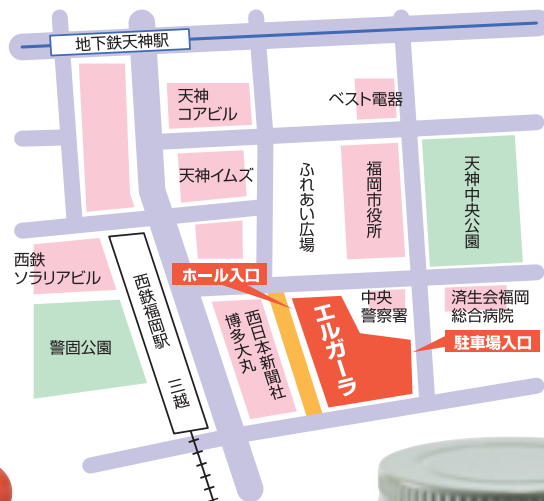 地下鉄天神駅
天神
コアビル
ベスト電器
天神イムズ
ふれあい広場
福岡市役所
天神中央公園
西鉄
ソラリアビル
西鉄福岡駅
三越
警固公園
ホール入口
西日本新聞社
博多大丸
エルガーラ
中央
警察署
済生会福岡
総合病院
駐車場入口